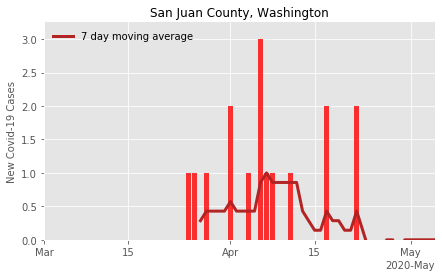 San Juan County, Washington
7 day moving average
New Covid-19 Cases
3.0
2.5
2.0
1.5
1.0
0.5
0.0
Mar
15
Apr
15
May
2020-May